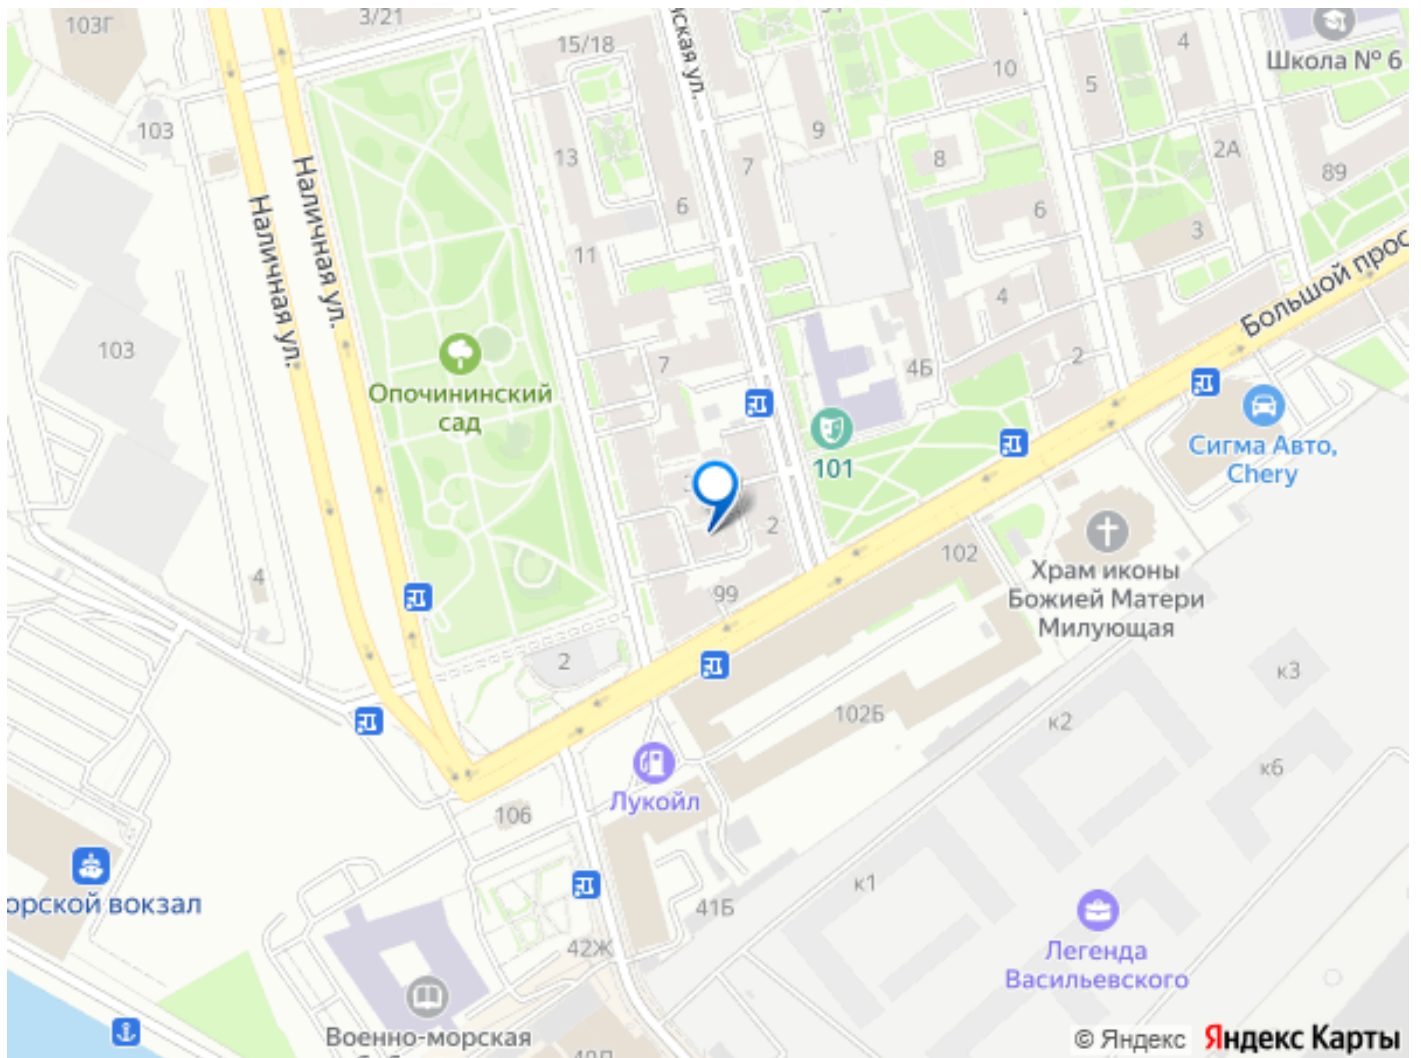 103Г
3/21
15/18
ская ул.
10
4
5
Школа № 6
103
13
9
7
8
2А
89
6
6
3
11
Наличная ул.
Наличная ул.
4
Большой прос
103
7
4Б
2
Опочининский
сад
101
Сигма Авто,
Chery
2
102
4
99
Храм иконы
Божией Матери
Милующая
2
к3
102Б
к2
к6
Лукойл
106
к1
орской вокзал
41Б
42Ж
Легенда
Васильевского
Военно-морская
© Яндекс
Яндекс Карты